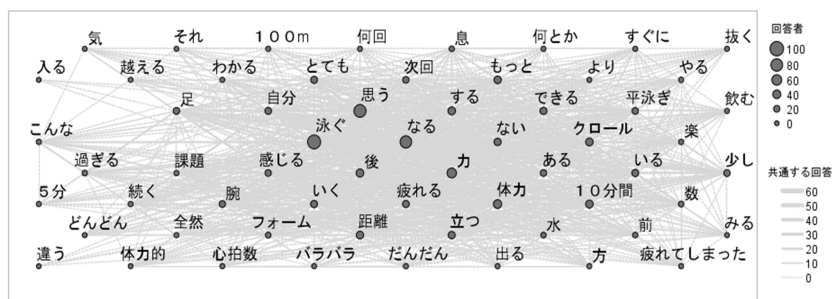 気 それ 100m 何回 息 何とか すぐに 抜く
入る 越える わかる とても 次回 もっと より やる
足 自分 思う する できる 平泳ぎ 飲む
こんな 泳ぐ なる ない クロール 楽
過ぎる 課題 感じる 後 力 ある いる 少し
5分 続く 腕 いく 疲れる 体力 10分間 数
どんどん 全然 フォーム 距離 立つ 水 前 みる
違う 体力的 心拍数 バラバラ だんだん 出る 方 疲れてしまった
回答者
100
80
60
40
20
0
共通する回答
60
50
40
30
20
10
0